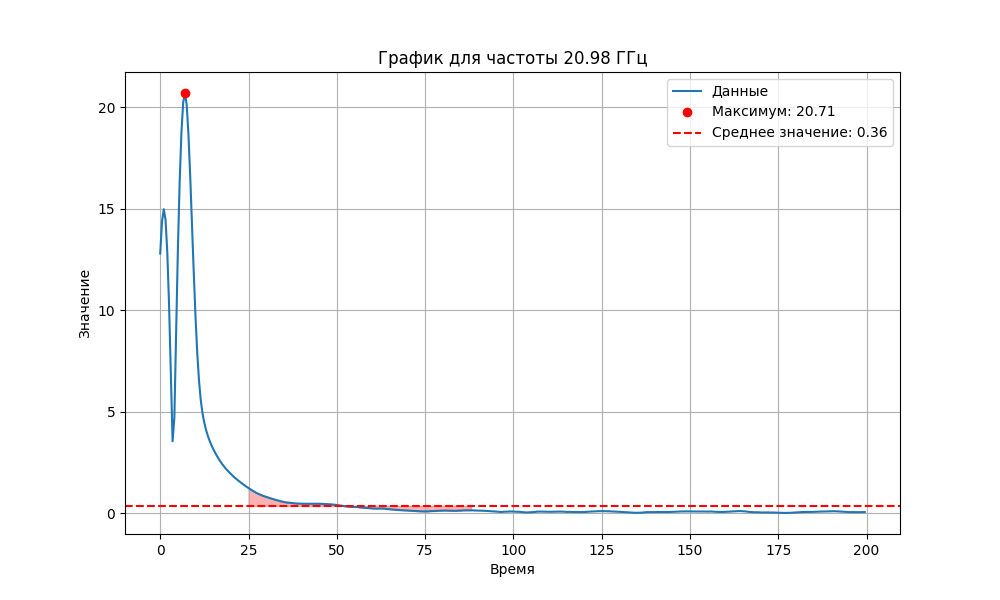 График для частоты 20.98 ГГц
Данные
Максимум: 20.71
Среднее значение: 0.36
Значение
20
15
10
5
0
0 25 50 75 100 125 150 175 200
Время